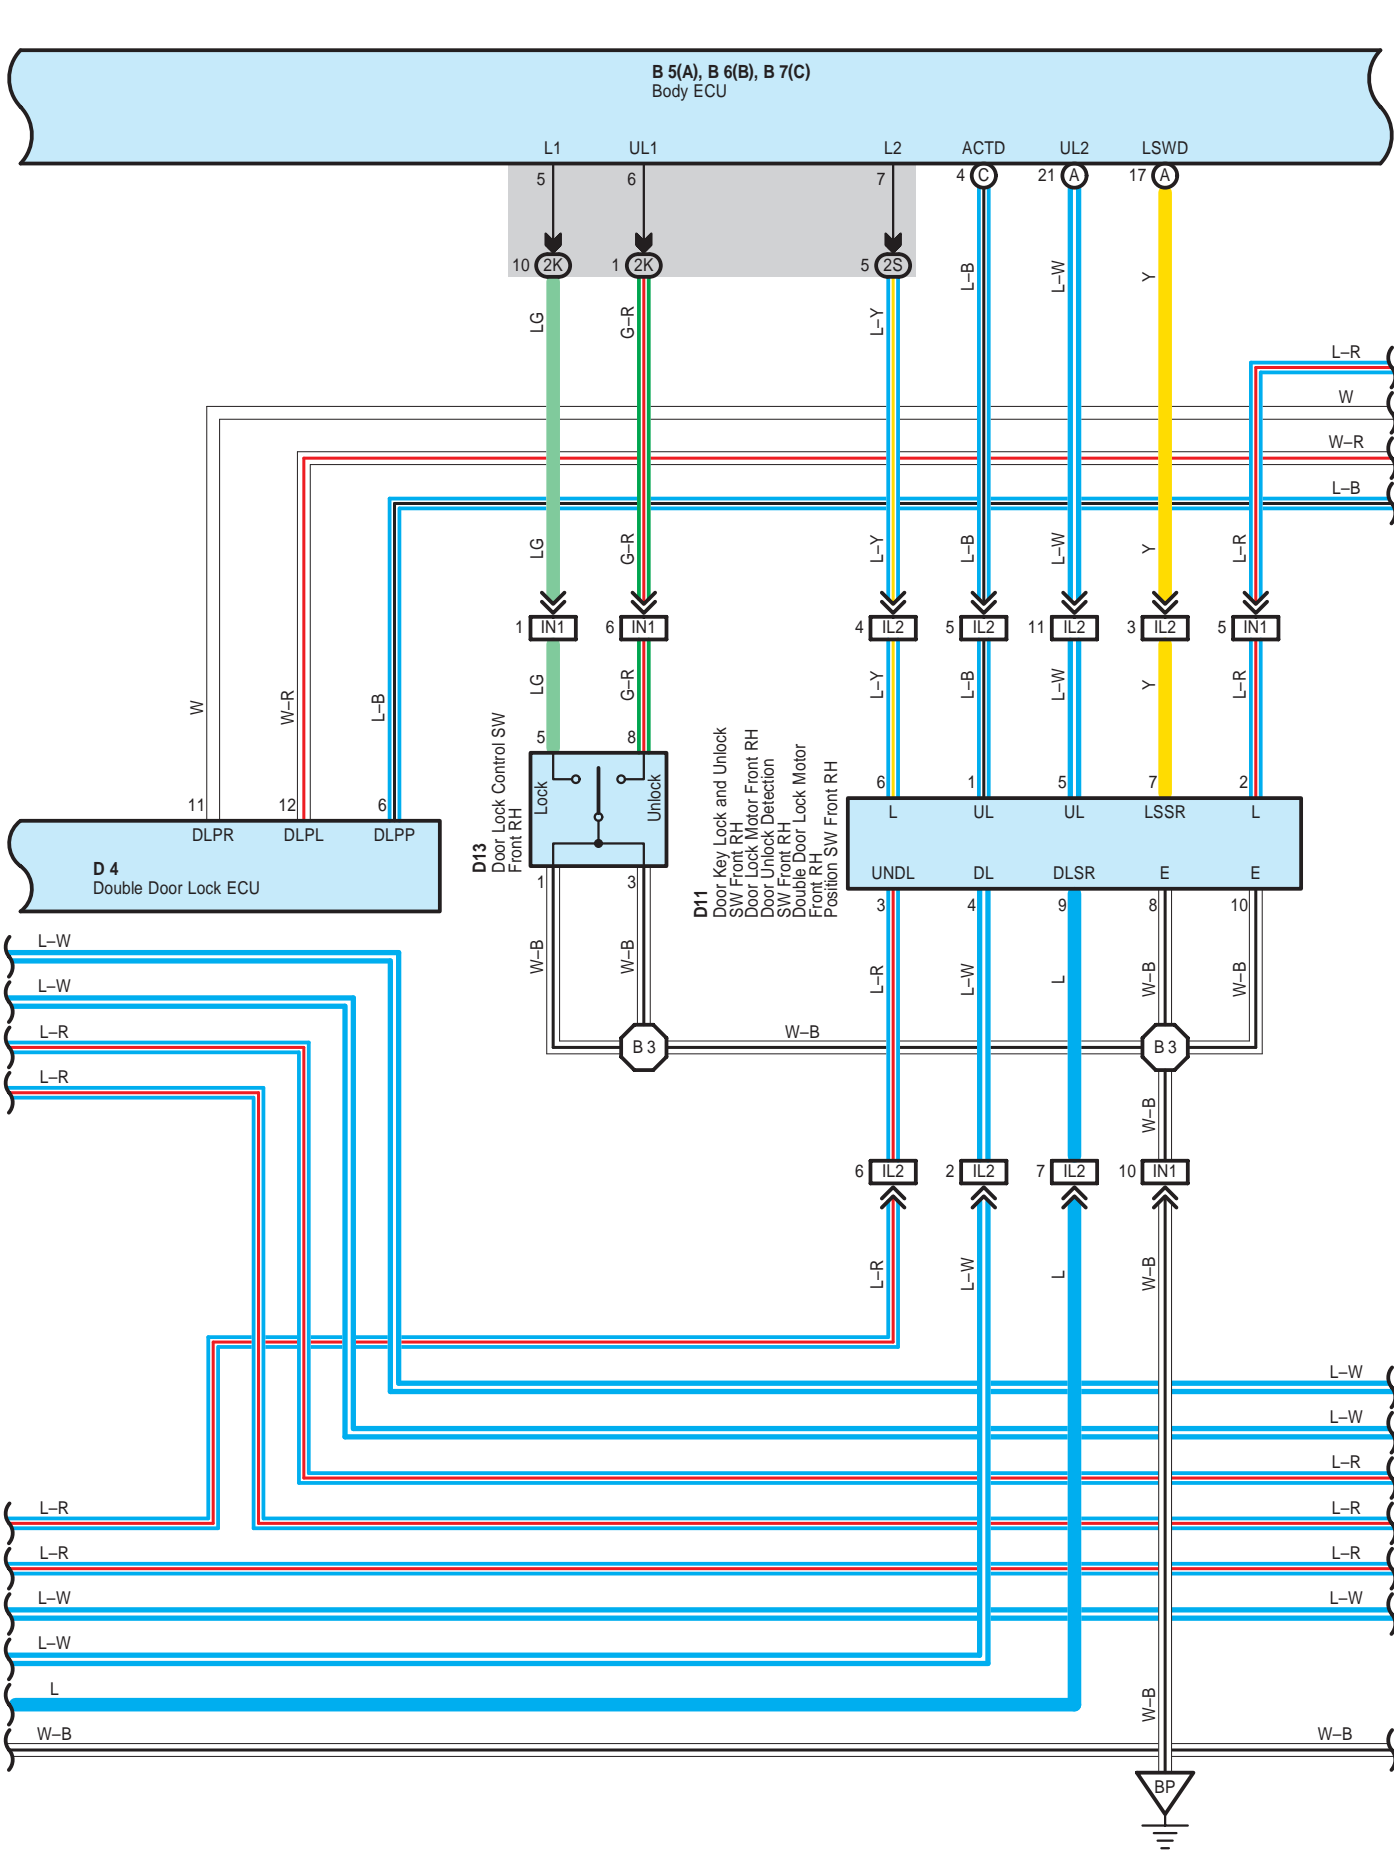 B 5(A), B 6(B), B 7(C)
Body ECU
L1 UL1 L2 ACTD UL2 LSWD
5 6 7 4 C 21 A 17 A
10 2K 1 2K 5 2S
L–B L–W Y
LG G–R L–Y
L–R
W
W–R
L–B
LG G–R L–Y L–B L–W Y L–R
1 IN1 6 IN1 4 IL2 5 IL2 11 IL2 3 IL2 5 IN1
W W–R L–B LG G–R L–Y L–B L–W Y L–R
5 8
Lock Unlock
D13
Door Lock Control SW
Front RH
1 3
D11
Door Key Lock and Unlock
SW Front RH
Door Lock Motor Front RH
Door Unlock Detection
SW Front RH
Double Door Lock Motor
Front RH
Position SW Front RH
6 1 5 7 2
L UL UL LSSR L
UNDL DL DLSR E E
3 4 9 8 10
11 12 6
DLPR DLPL DLPP
D 4
Double Door Lock ECU
L–W
L–W
L–R
L–R
W–B W–B L–R L–W L W–B W–B
B 3 W–B B 3
W–B
6 IL2 2 IL2 7 IL2 10 IN1
L–R L–W L W–B
L–W
L–W
L–R
L–R L–R
L–R L–R
L–W L–W
L–W
L
W–B
W–B W–B
BP